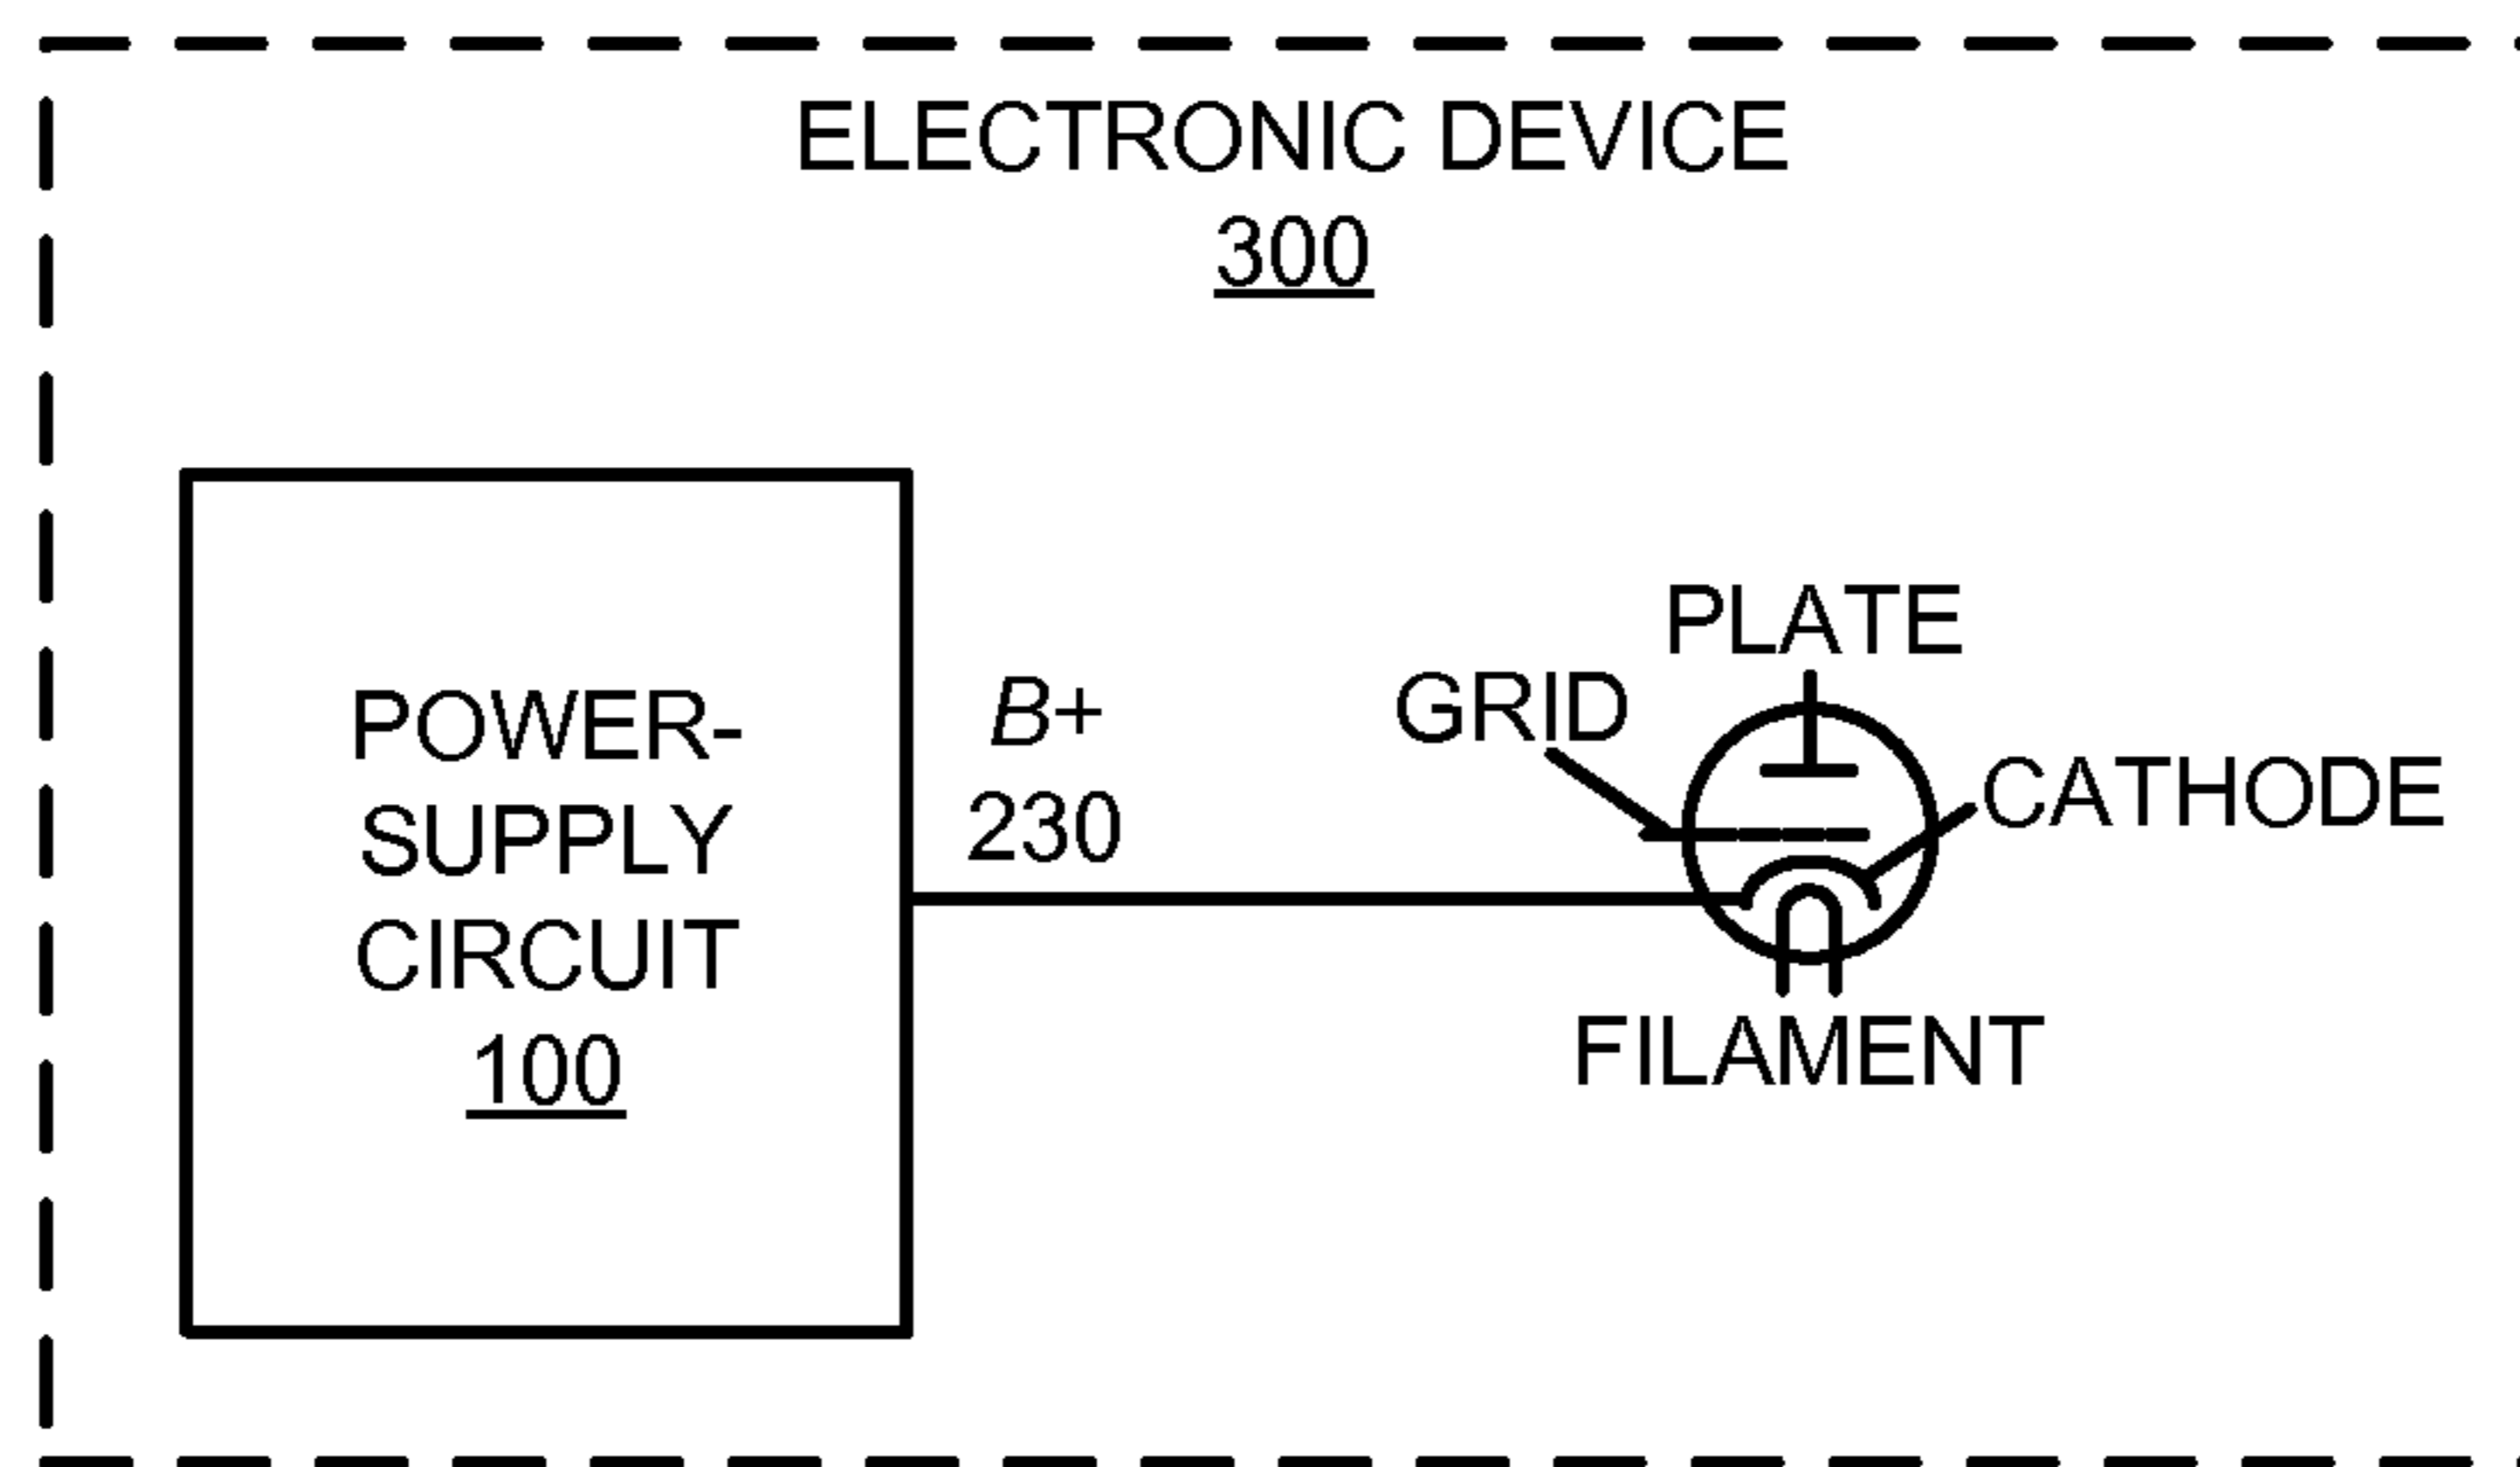 ELECTRONIC DEVICE
300
POWER-
SUPPLY
CIRCUIT
100
B+
230
PLATE
GRID
CATHODE
FILAMENT